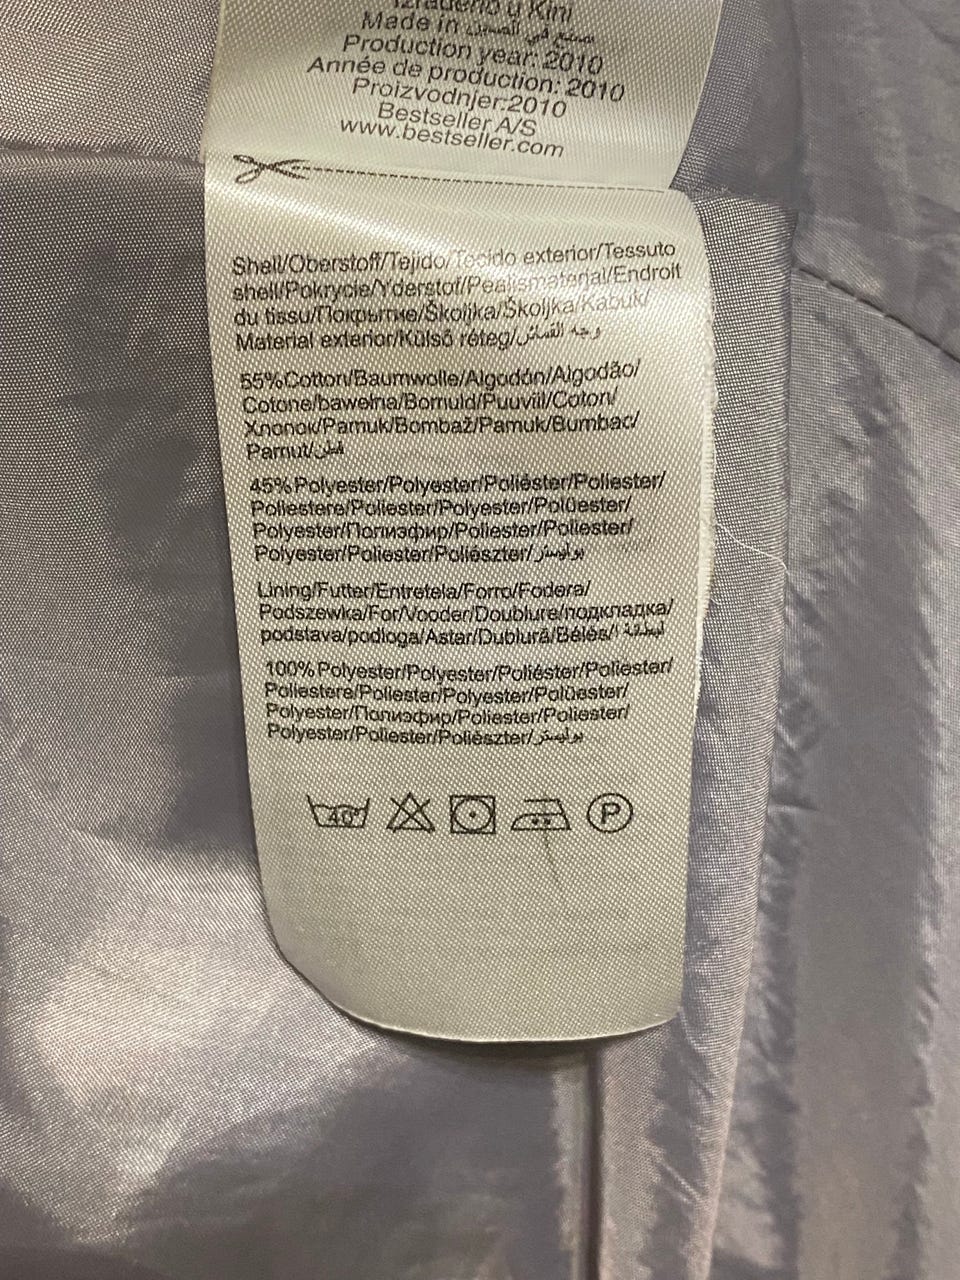 Izrađeno u Kini
Made in صنع في الصين
Production year: 2010
Année de production: 2010
Proizvodnjer:2010
Bestseller A/S
www.bestseller.com
Shell/Oberstoff/Tejido/Tecido exterior/Tessuto
shell/Pokrycie/Yderstof/Pealismaterjal/Endroit
du tissu/Покрытие/Školjka/Školjka/Kabuk/
Material exterior/Külsö réteg/وجه القماش
55%Cotton/Baumwolle/Algodón/Algodão/
Cotone/bawełna/Bomuld/Puuvill/Coton/
Хлопок/Pamuk/Bombaž/Pamuk/Bumbac/
Pamut/قطن
45%Polyester/Polyester/Poliéster/Poliester/
Poliestere/Poliester/Polyester/Polüester/
Polyester/Полиэфир/Poliester/Poliester/
Polyester/Poliester/Poliészter/بوليستر
Lining/Futter/Entretela/Forro/Fodera/
Podszewka/For/Vooder/Doublure/подкладка/
podstava/podloga/Astar/Dublură/Bélés/
100%Polyester/Polyester/Poliéster/Poliester/
Poliestere/Poliester/Polyester/Polüester/
Polyester/Полиэфир/Poliester/Poliester/
Polyester/Poliester/Poliészter/بوليستر
40° P